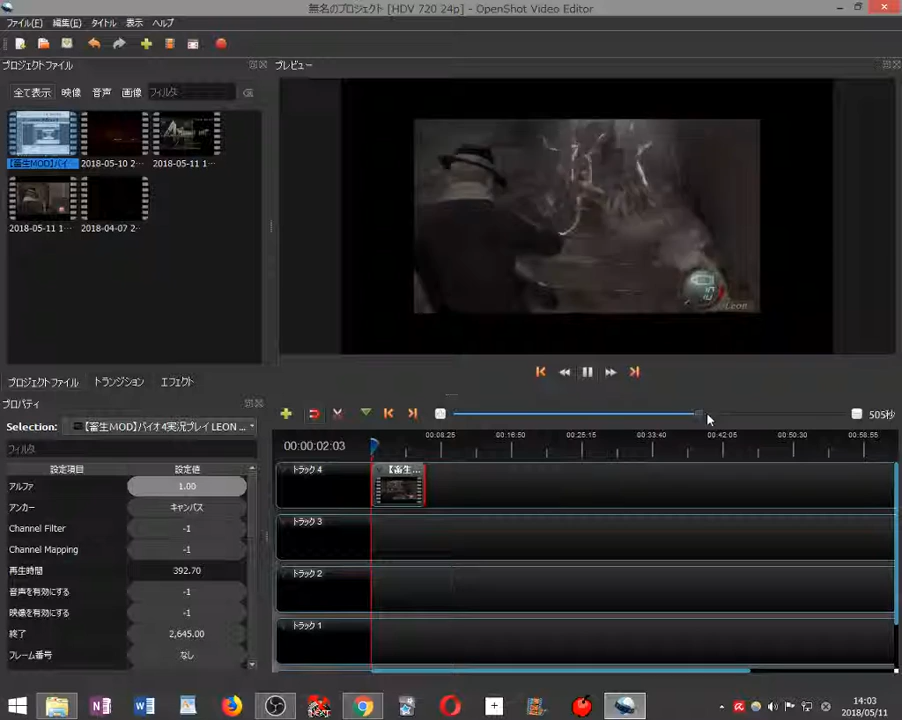 無名のプロジェクト [HDV 720 24p] - OpenShot Video Editor
ファイル(F) 編集(E) タイトル 表示 ヘルプ
プロジェクトファイル
プレビュー
全て表示 映像 音声 画像 フィルタ
【畜生MOD】バイ… 2018-05-10 2… 2018-05-11 1…
2018-05-11 1… 2018-04-07 2…
10
Leon
プロジェクトファイル トランジション エフェクト
プロパティ
Selection: 【畜生MOD】バイオ4実況プレイ LEON ...
フィルタ
505秒
00:00:02:03
00:08:25 00:16:50 00:25:15 00:33:40 00:42:05 00:50:30 00:58:55
設定項目 設定値
アルファ 1.00
アンカー キャンバス
Channel Filter -1
Channel Mapping -1
再生時間 392.70
音声を有効にする -1
映像を有効にする -1
終了 2,645.00
フレーム番号 なし
トラック 4 【畜生...
トラック 3
トラック 2
トラック 1
14:03
2018/05/11